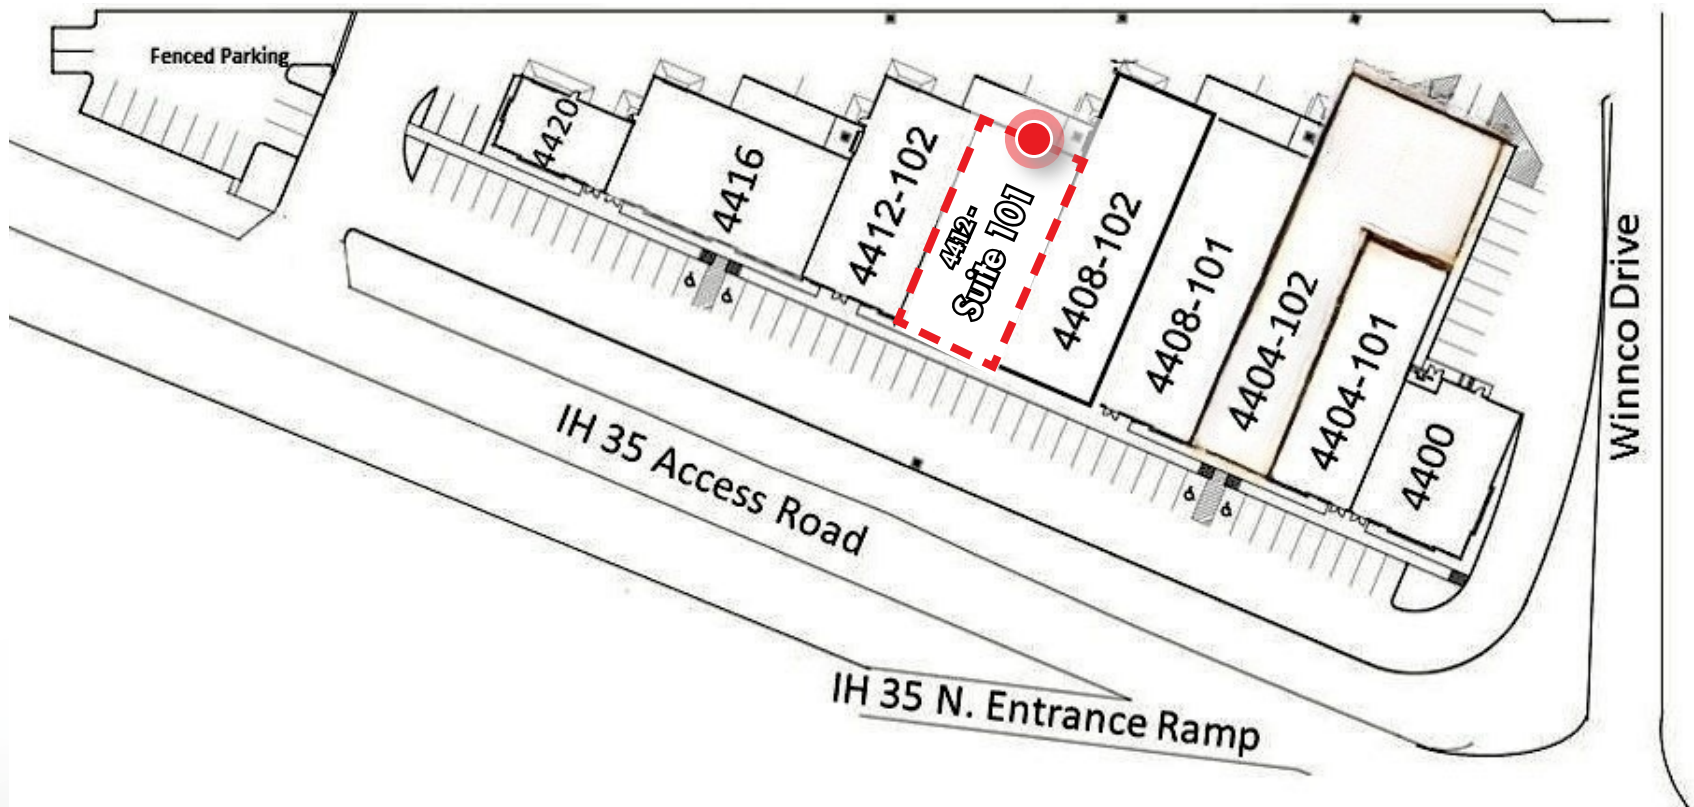 Fenced Parking
4420
4416
4412-102
4412-
Suite 101
4408-102
4408-101
4404-102
4404-101
4400
Winnco Drive
IH 35 Access Road
IH 35 N. Entrance Ramp